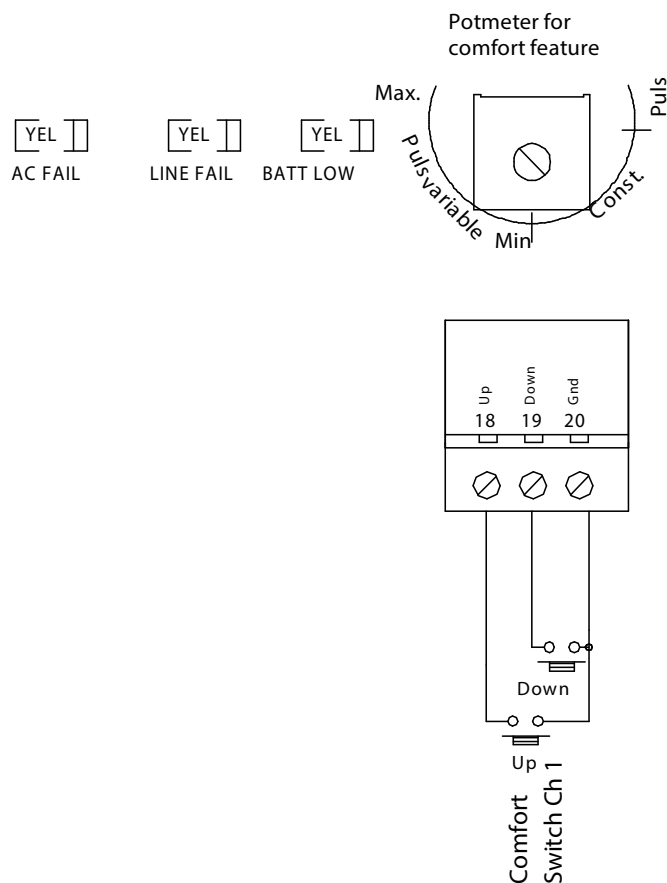 Potmeter for
comfort feature
Max.
Puls
YEL
YEL
YEL
AC FAIL
LINE FAIL
BATT LOW
Pulsvariable
Const.
Min
Up
Down
Gnd
18
19
20
Down
Up
Comfort
Switch Ch 1